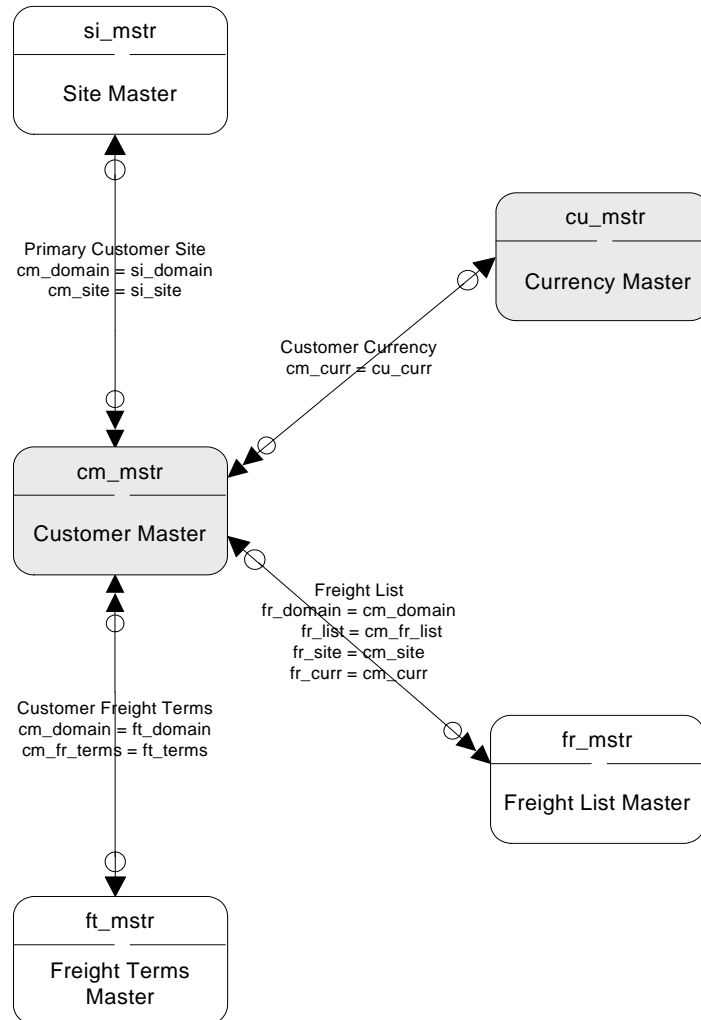 si_mstr
Site Master
Primary Customer Site
cm_domain = si_domain
cm_site = si_site
cu_mstr
Currency Master
Customer Currency
cm_curr = cu_curr
cm_mstr
Customer Master
Freight List
fr_domain = cm_domain
fr_list = cm_fr_list
fr_site = cm_site
fr_curr = cm_curr
Customer Freight Terms
cm_domain = ft_domain
cm_fr_terms = ft_terms
fr_mstr
Freight List Master
ft_mstr
Freight Terms
Master